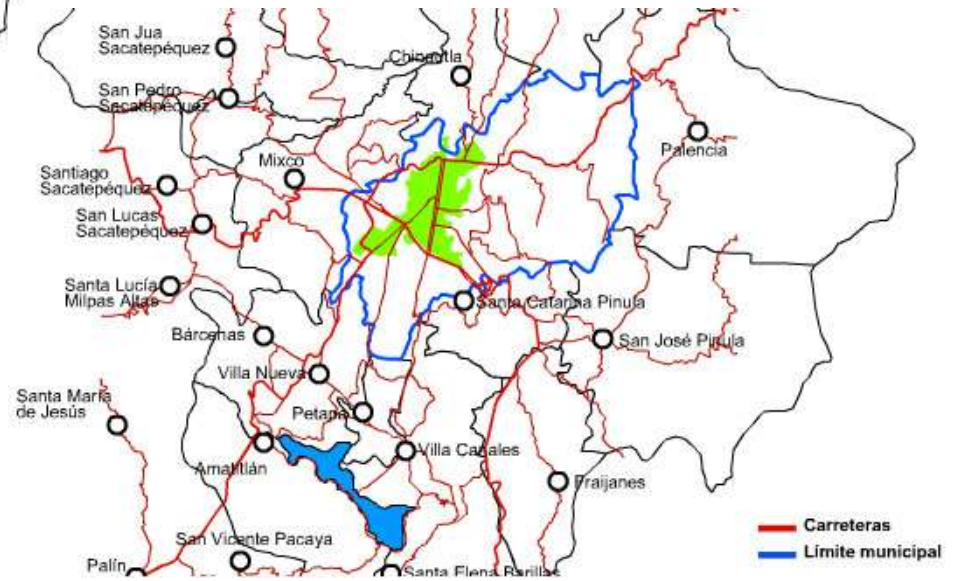 San Jua
Sacatepéquez
Chinautla
San Pedro
Sacatepéquez
Mixco
Palencia
Santiago
Sacatepéquez
San Lucas
Sacatepéquez
Santa Lucía
Milpas Altas
Santa Catarina Pinula
Bárcenas
San José Pinula
Villa Nueva
Santa María
de Jesús
Petapa
Villa Canales
Amatitlán
Fraijanes
Carreteras
San Vicente Pacaya
Límite municipal
Palín
Santa Elena Barillas